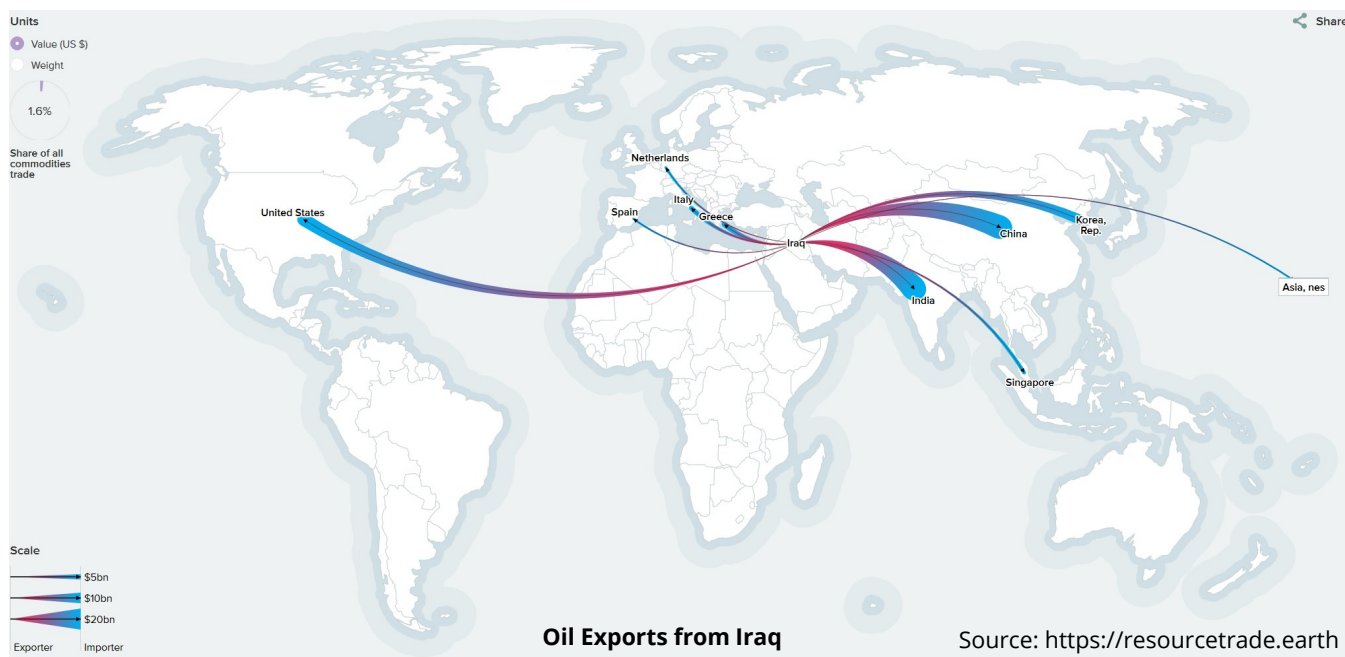 Units
Value (US $)
Weight
1.6%
Share of all
commodities
trade
Share
Netherlands
Italy
Spain
Greece
United States
Iraq
Korea,
Rep.
China
Asia, nes
India
Singapore
Scale
$5bn
$10bn
$20bn
Exporter
Importer
Oil Exports from Iraq
Source: https://resourcetrade.earth